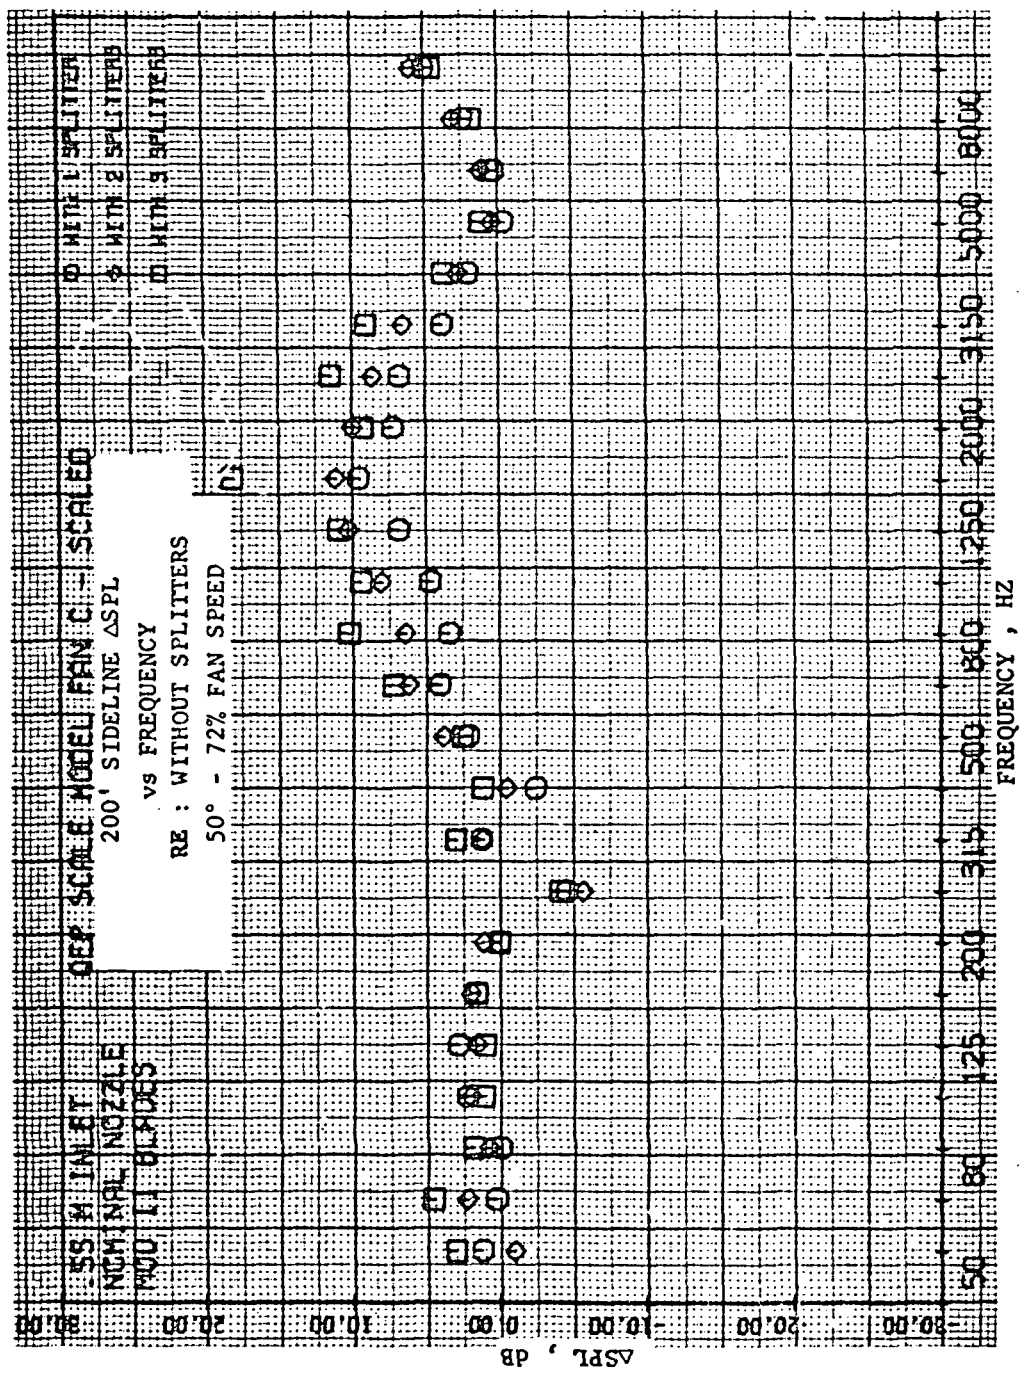 .55 M INLET
NOMINAL NOZZLE
MOD II BLADES
QEP SCALE MODEL FAN C - SCALED
200' SIDELINE ΔSPL
vs FREQUENCY
RE : WITHOUT SPLITTERS
50° - 72% FAN SPEED
WITH 1 SPLITTER
WITH 2 SPLITTERS
WITH 3 SPLITTERS
ΔSPL , dB
30.00
20.00
10.00
0.00
-10.00
-20.00
-30.00
50 80 125 200 315 500 800 1250 2000 3150 5000 8000
FREQUENCY , HZ